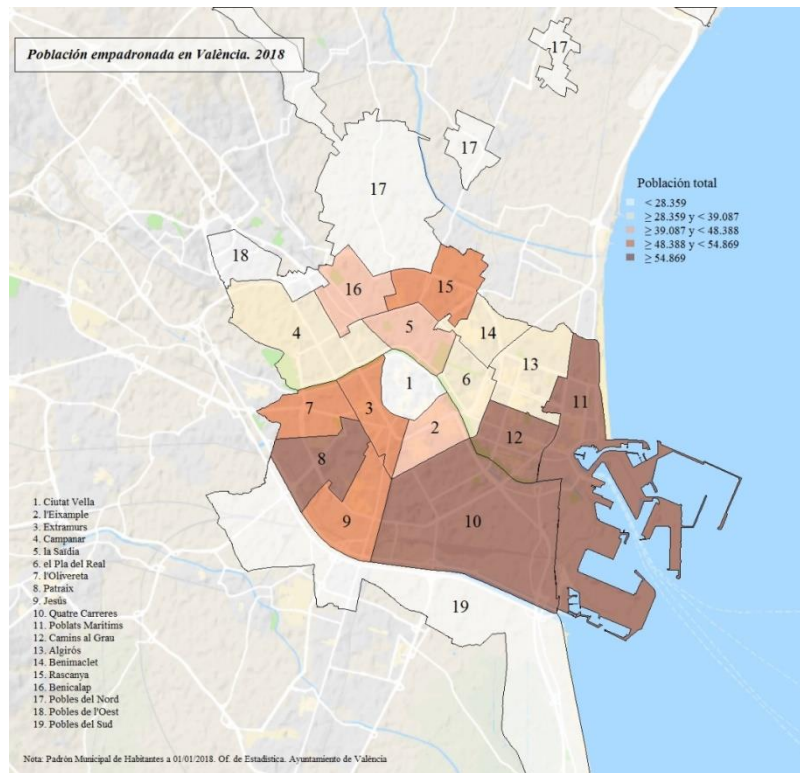 Población empadronada en València. 2018
17
17
17
Población total
< 28.359
≥ 28.359 y < 39.087
≥ 39.087 y < 48.388
≥ 48.388 y < 54.869
≥ 54.869
18
16
15
4
5
14
13
6
1
11
7
3
2
12
8
9
10
19
1. Ciutat Vella
2. l'Eixample
3. Extramurs
4. Campanar
5. la Saïdia
6. el Pla del Real
7. l'Olivereta
8. Patraix
9. Jesús
10. Quatre Carreres
11. Poblats Marítims
12. Camins al Grau
13. Algirós
14. Benimaclet
15. Rascanya
16. Benicalap
17. Pobles del Nord
18. Pobles de l'Oest
19. Pobles del Sud
Nota: Padrón Municipal de Habitantes a 01/01/2018. Of. de Estadística. Ayuntamiento de València